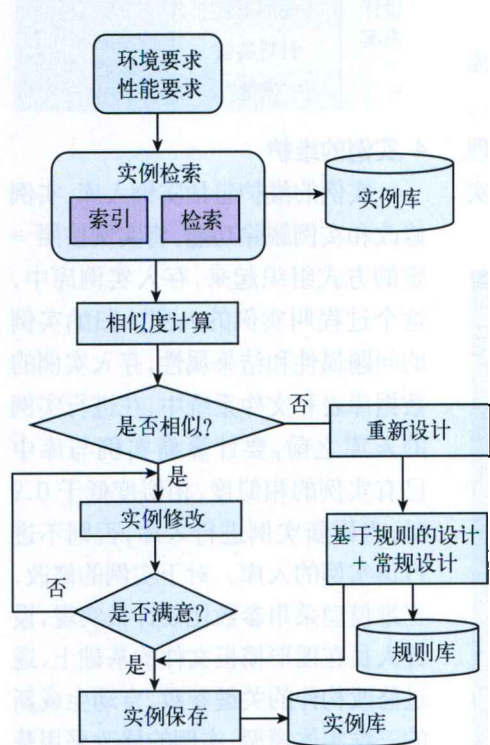 环境要求
性能要求
实例检索
索引
检索
实例库
相似度计算
是否相似?
否
重新设计
是
实例修改
基于规则的设计
+ 常规设计
否
是否满意?
规则库
是
实例保存
实例库